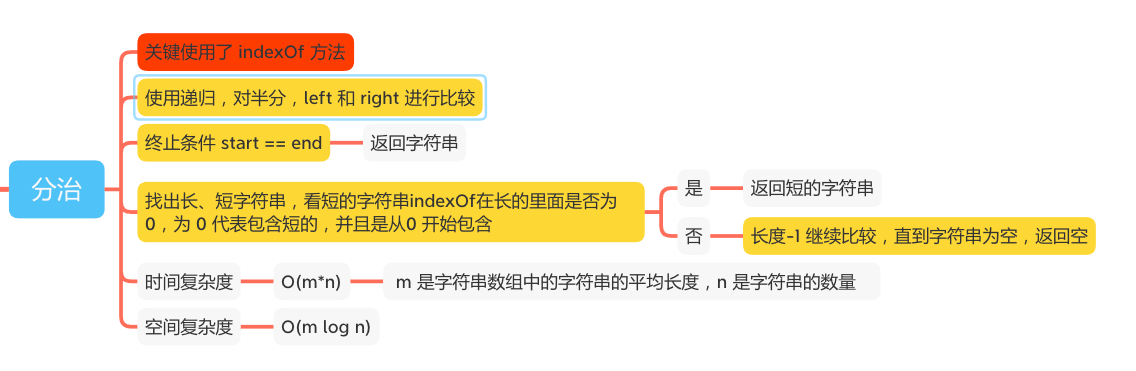 关键使用了 indexOf 方法
使用递归，对半分，left 和 right 进行比较
终止条件 start == end
返回字符串
分治
找出长、短字符串，看短的字符串indexOf在长的里面是否为
0，为 0 代表包含短的，并且是从0 开始包含
是
返回短的字符串
否
长度-1 继续比较，直到字符串为空，返回空
时间复杂度
O(m*n)
m 是字符串数组中的字符串的平均长度，n 是字符串的数量
空间复杂度
O(m log n)